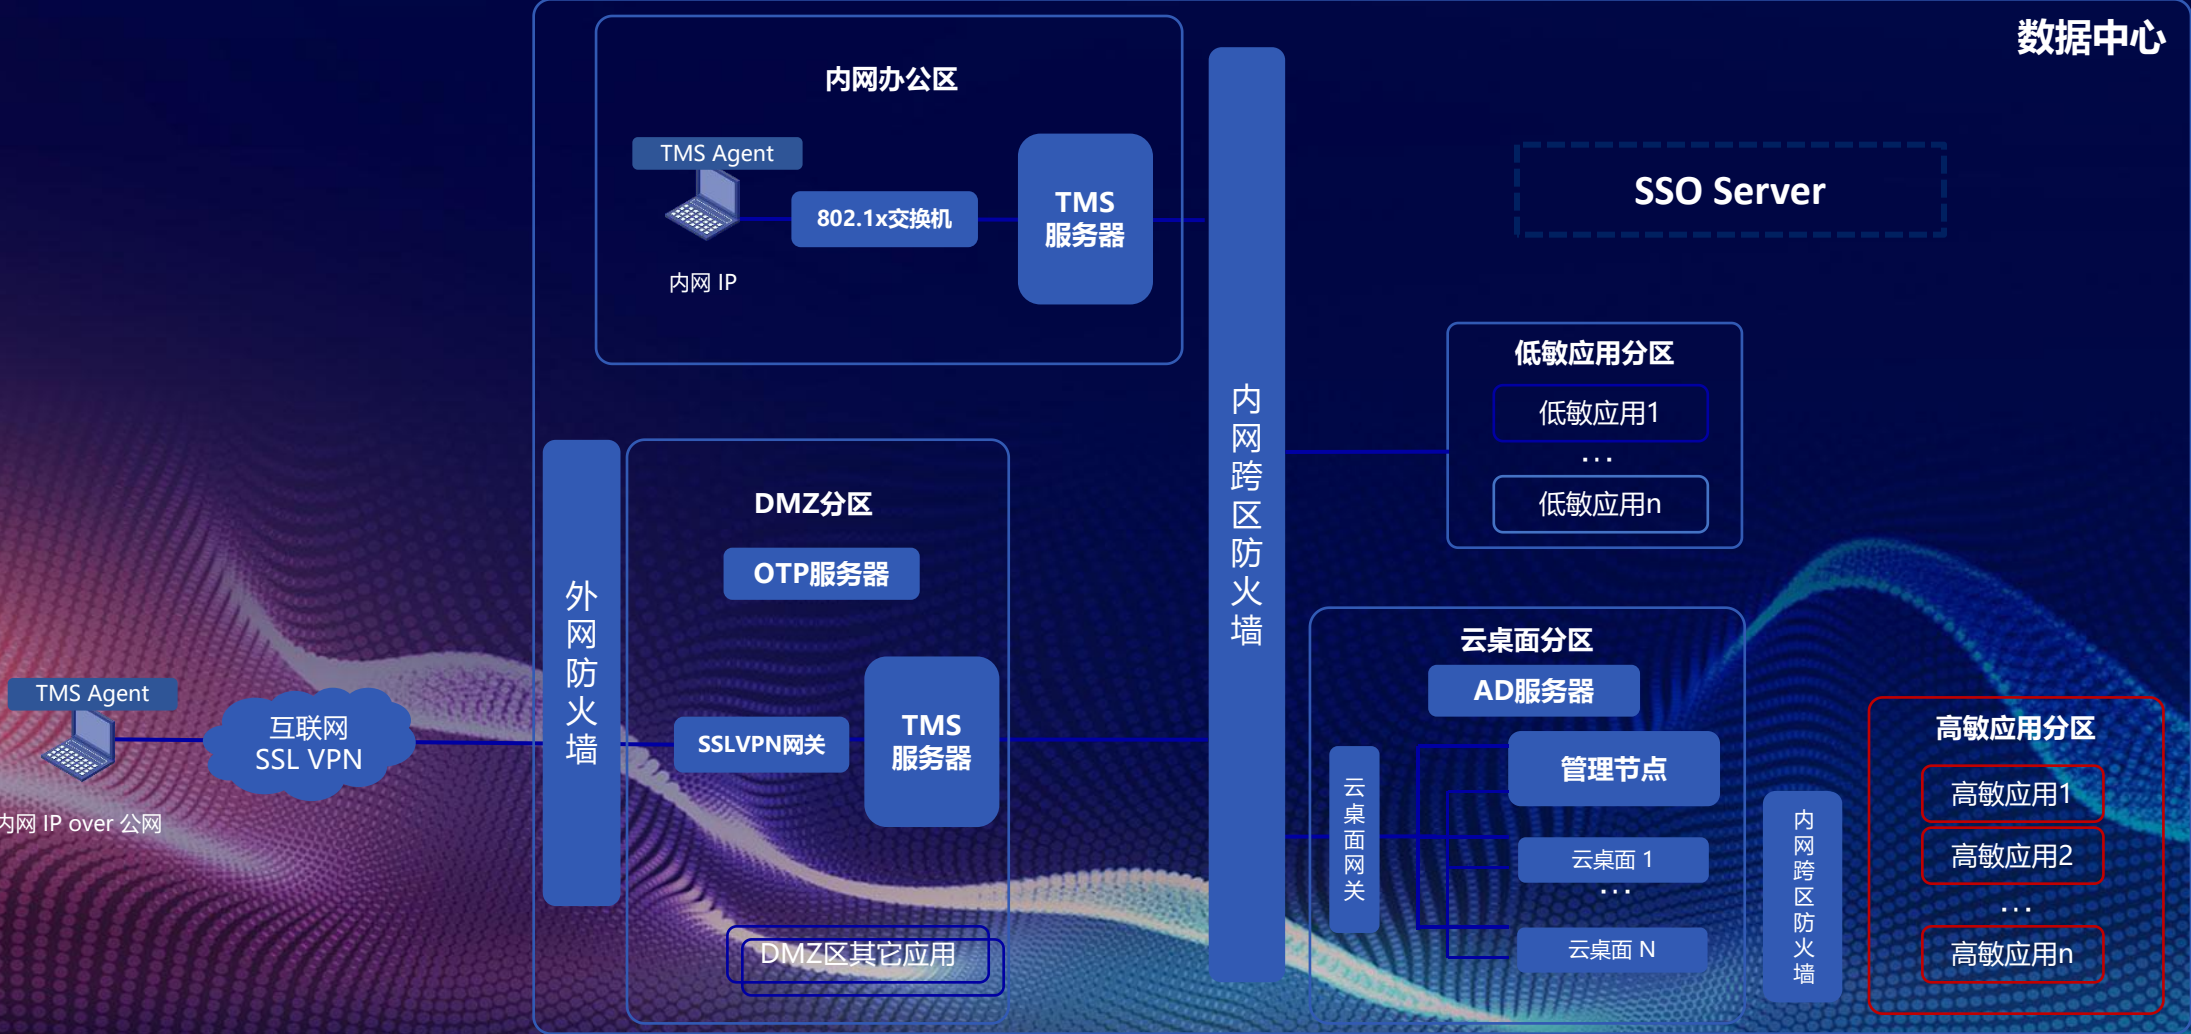 数据中心
内网办公区
TMS Agent
802.1x交换机
TMS
服务器
内网 IP
SSO Server
内网跨区防火墙
低敏应用分区
低敏应用1
...
低敏应用n
外网防火墙
DMZ分区
OTP服务器
SSLVPN网关
TMS
服务器
DMZ区其它应用
TMS Agent
互联网
SSL VPN
内网 IP over 公网
云桌面分区
AD服务器
云桌面网关
管理节点
云桌面 1
...
云桌面 N
内网跨区防火墙
高敏应用分区
高敏应用1
高敏应用2
...
高敏应用n